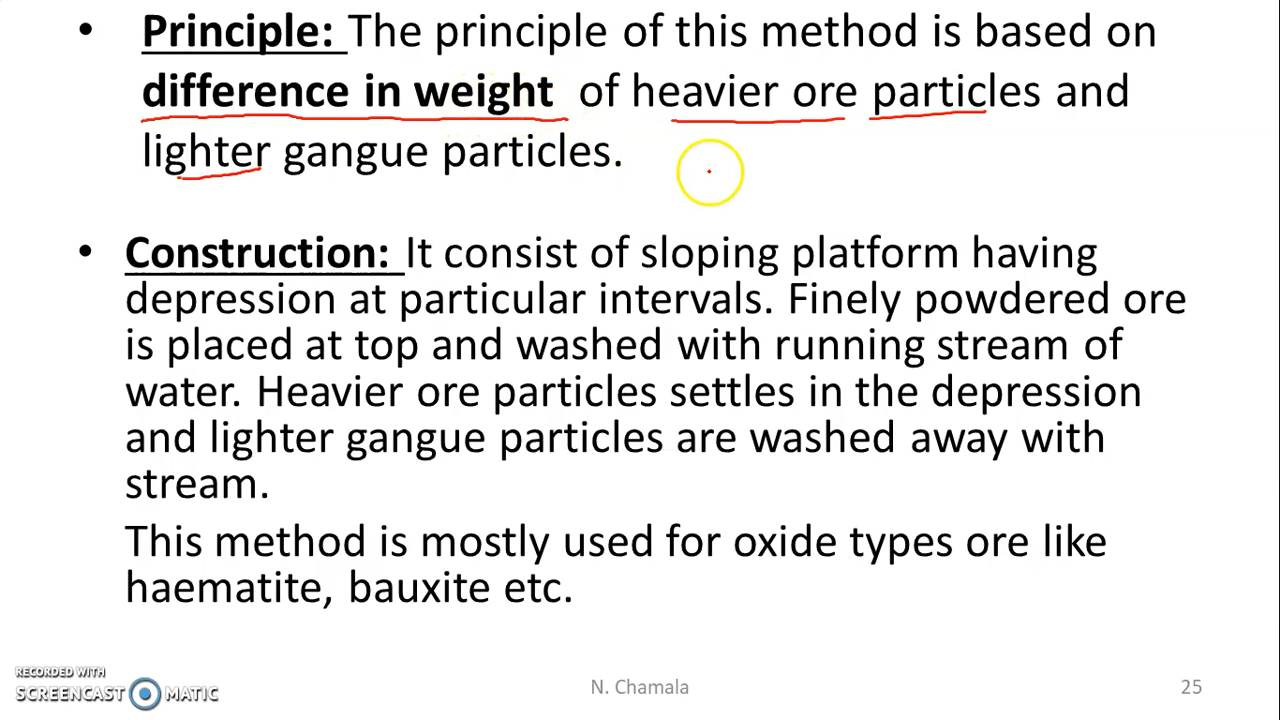 • Principle: The principle of this method is based on
difference in weight of heavier ore particles and
lighter gangue particles.
• Construction: It consist of sloping platform having
depression at particular intervals. Finely powdered ore
is placed at top and washed with running stream of
water. Heavier ore particles settles in the depression
and lighter gangue particles are washed away with
stream.
This method is mostly used for oxide types ore like
haematite, bauxite etc.
RECORDED WITH
SCREENCAST MATIC
N. Chamala
25